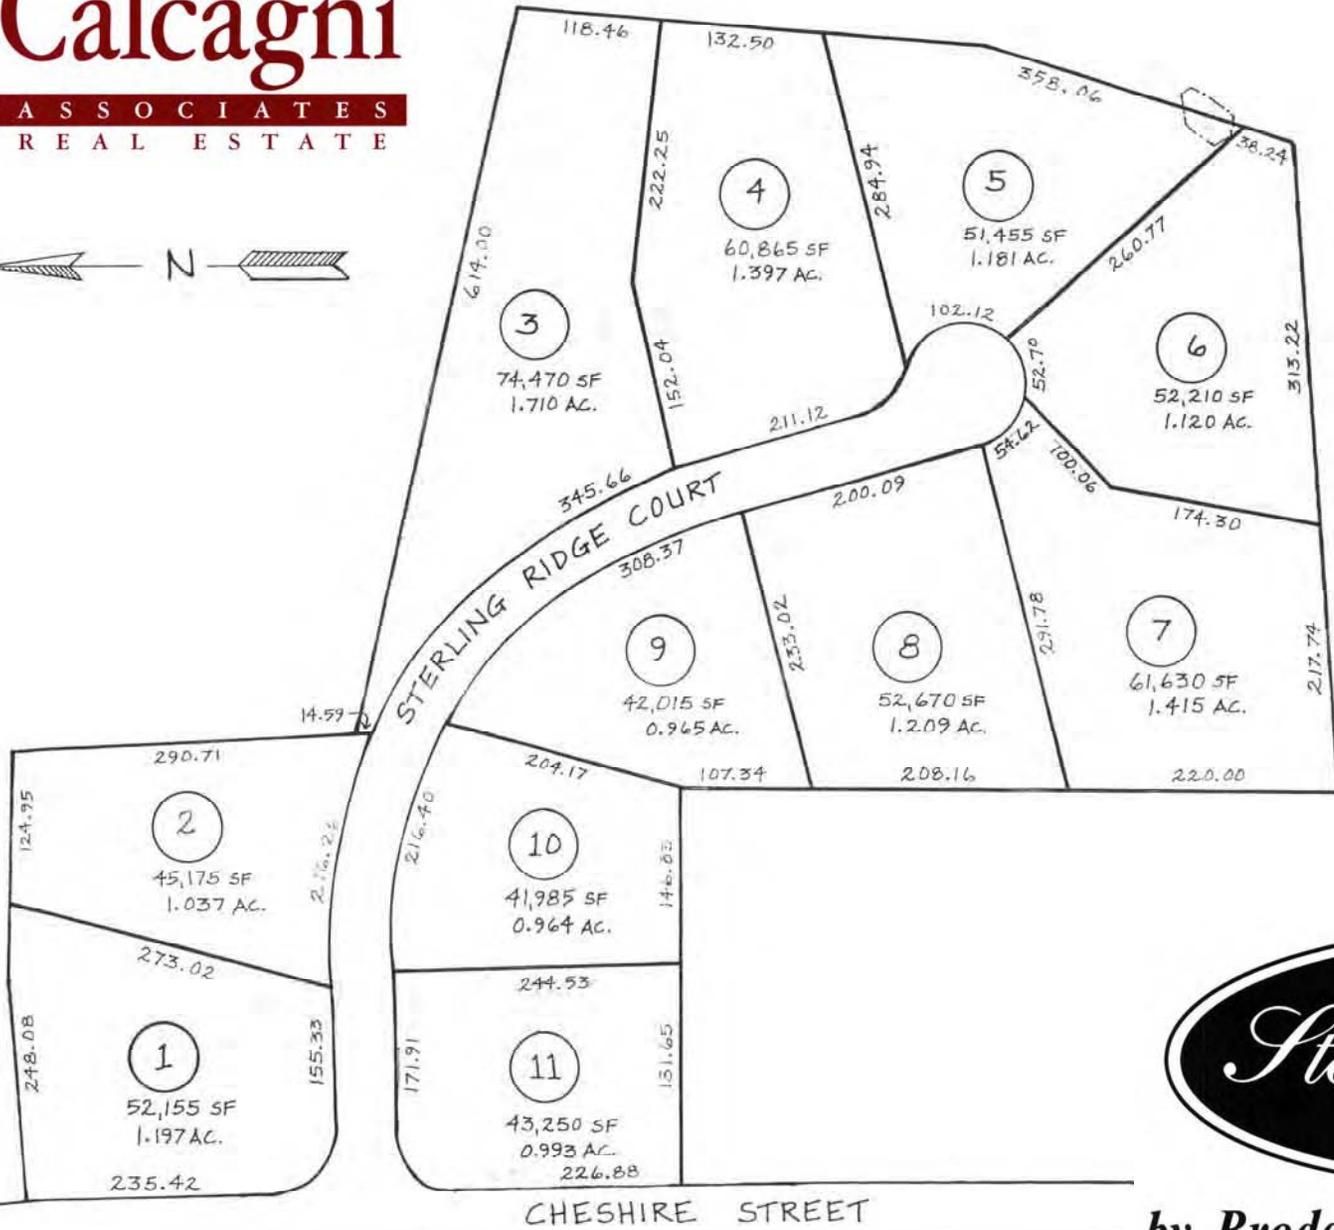 Calcagni
ASSOCIATES
REAL ESTATE
N
118.46
132.50
358.06
38.24
614.00
222.25
284.94
260.77
313.22
3
74,470 SF
1.710 AC.
4
60,865 SF
1.397 AC.
5
51,455 SF
1.181 AC.
6
52,210 SF
1.120 AC.
152.04
102.12
52.70
211.12
54.62
100.06
174.30
345.66
STERLING RIDGE COURT
200.09
308.37
233.02
291.78
217.74
9
42,015 SF
0.965 AC.
8
52,670 SF
1.209 AC.
7
61,630 SF
1.415 AC.
14.59
290.71
204.17
107.34
208.16
220.00
124.95
2
45,175 SF
1.037 AC.
216.40
10
41,985 SF
0.964 AC.
273.02
244.53
248.08
1
52,155 SF
1.197 AC.
155.33
171.91
11
43,250 SF
0.993 AC.
131.65
235.42
226.88
CHESHIRE STREET
by